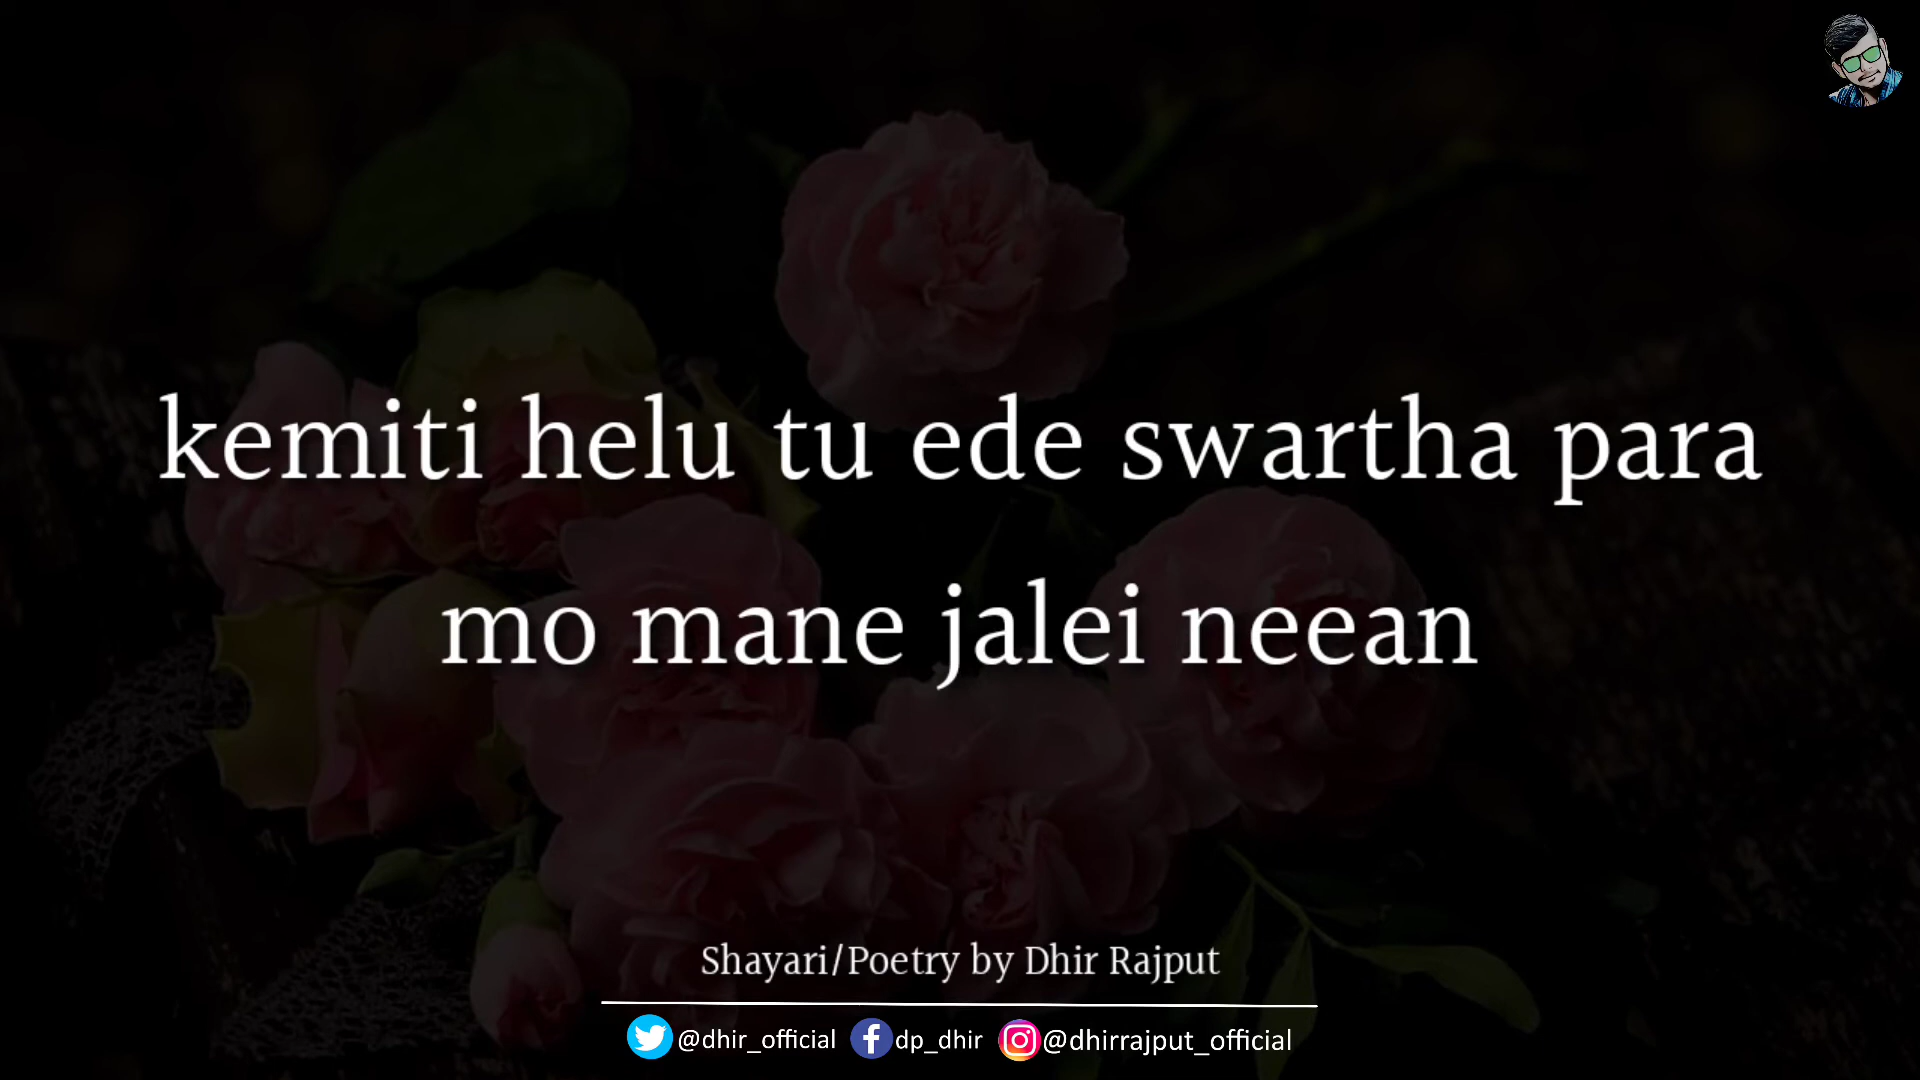 kemiti helu tu ede swartha para
mo mane jalei neean
Shayari/Poetry by Dhir Rajput
@dhir_official dp_dhir @dhirrajput_official